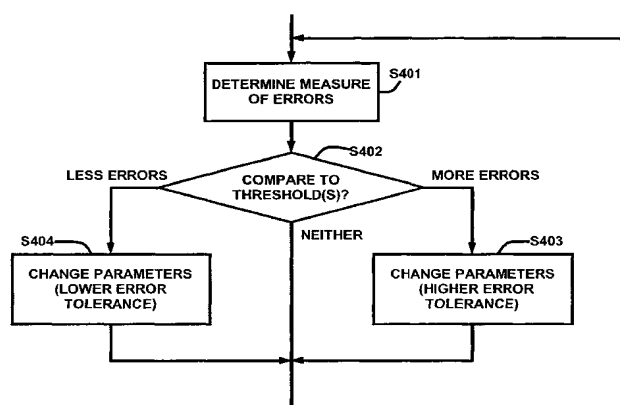 S401
DETERMINE MEASURE
OF ERRORS
S402
LESS ERRORS
COMPARE TO
THRESHOLD(S)?
MORE ERRORS
NEITHER
S404
CHANGE PARAMETERS
(LOWER ERROR
TOLERANCE)
S403
CHANGE PARAMETERS
(HIGHER ERROR
TOLERANCE)